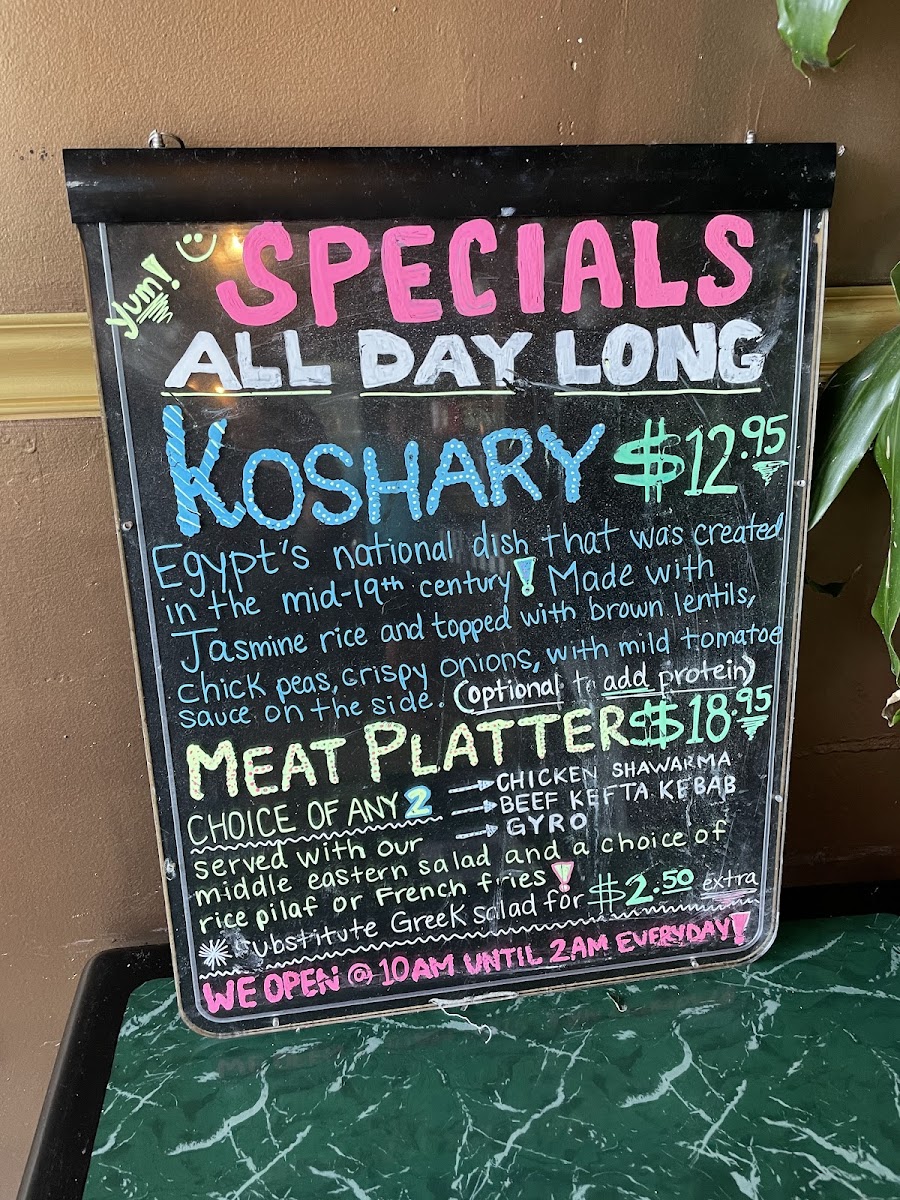 Yum!
SPECIALS
ALL DAY LONG
KOSHARY $12.95
Egypt's national dish that was created
in the mid-19th century! Made with
Jasmine rice and topped with brown lentils,
chick peas, crispy onions, with mild tomatoe
sauce on the side. (optional to add protein)
MEAT PLATTER $18.95
CHOICE OF ANY 2 → CHICKEN SHAWARMA
→ BEEF KEFTA KEBAB
→ GYRO
served with our
middle eastern salad and a choice of
rice pilaf or French fries!
* Substitute Greek salad for $2.50 extra
WE OPEN @ 10AM UNTIL 2AM EVERYDAY!